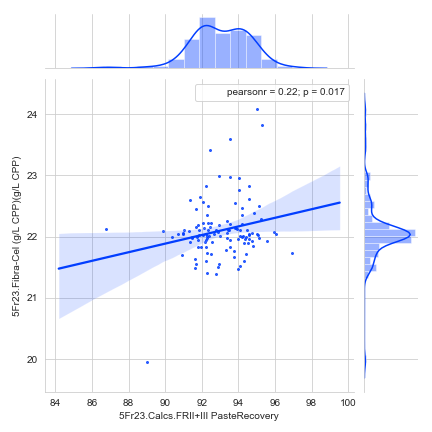 pearsonr = 0.22; p = 0.017
24
23
22
21
20
5Fr23.Fibra-Cel (g/L CPP)(g/L CPP)
84 86 88 90 92 94 96 98 100
5Fr23.Calcs.FRII+III PasteRecovery